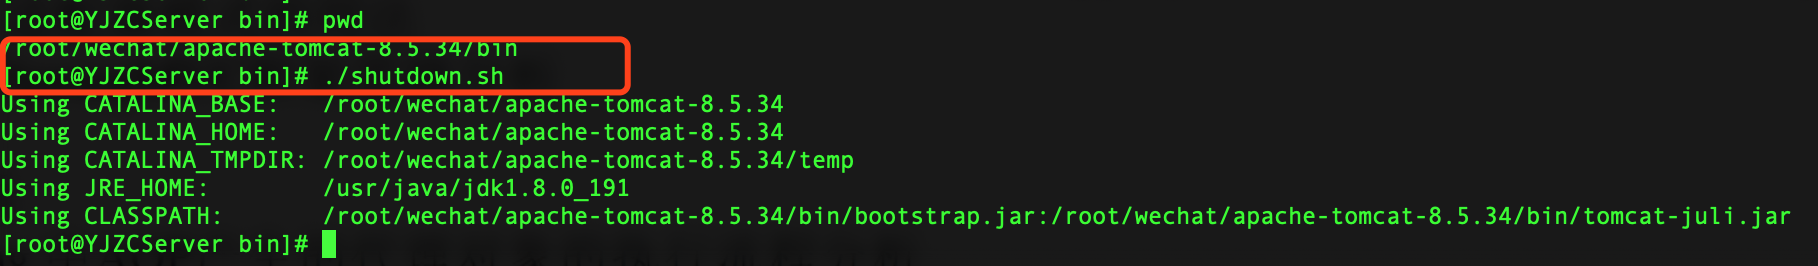 [root@YJZCServer bin]# pwd
/root/wechat/apache-tomcat-8.5.34/bin
[root@YJZCServer bin]# ./shutdown.sh
Using CATALINA_BASE:   /root/wechat/apache-tomcat-8.5.34
Using CATALINA_HOME:   /root/wechat/apache-tomcat-8.5.34
Using CATALINA_TMPDIR: /root/wechat/apache-tomcat-8.5.34/temp
Using JRE_HOME:        /usr/java/jdk1.8.0_191
Using CLASSPATH:       /root/wechat/apache-tomcat-8.5.34/bin/bootstrap.jar:/root/wechat/apache-tomcat-8.5.34/bin/tomcat-juli.jar
[root@YJZCServer bin]#